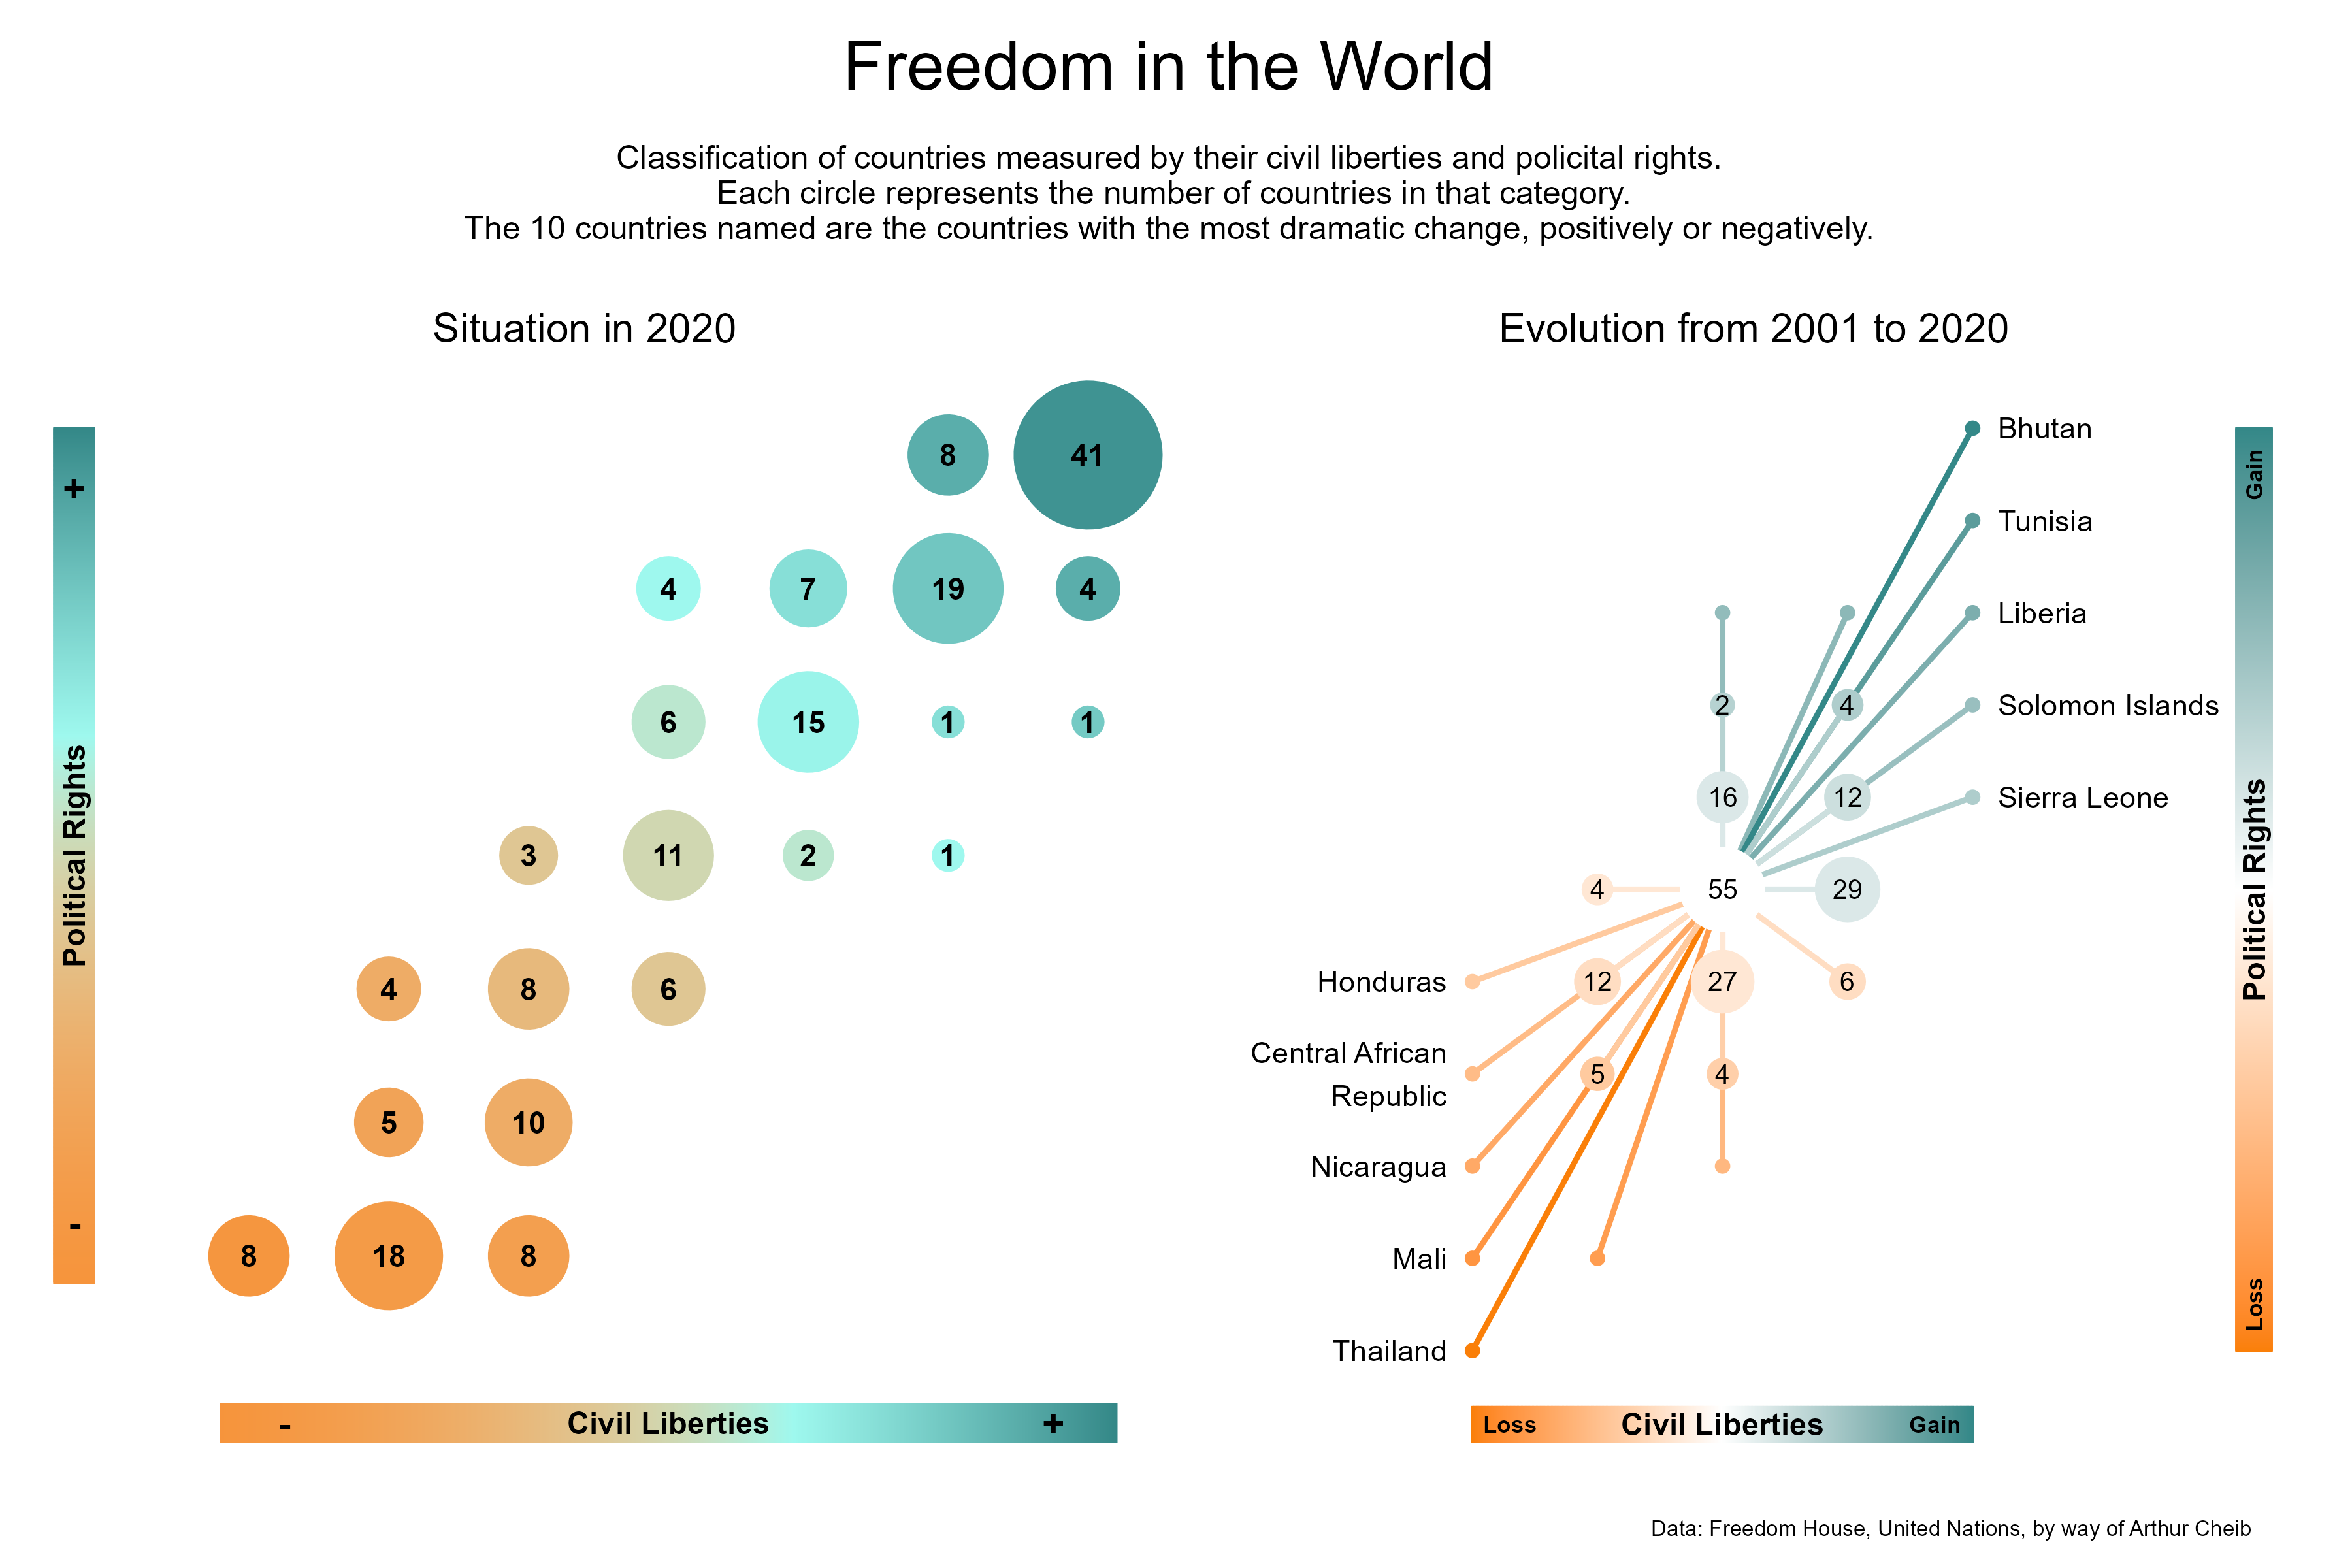 Freedom in the World
Classification of countries measured by their civil liberties and policital rights.
Each circle represents the number of countries in that category.
The 10 countries named are the countries with the most dramatic change, positively or negatively.
Situation in 2020
+
Political Rights
-
8 41
4 7 19 4
6 15 1 1
3 11 2 1
4 8 6
5 10
8 18 8
- Civil Liberties +
Evolution from 2001 to 2020
Bhutan
Tunisia
Liberia
2 4 Solomon Islands
16 12 Sierra Leone
4 55 29
Honduras 12 27 6
Central African
Republic
5 4
Nicaragua
Mali
Thailand
Gain
Political Rights
Loss
Loss Civil Liberties Gain
Data: Freedom House, United Nations, by way of Arthur Cheib